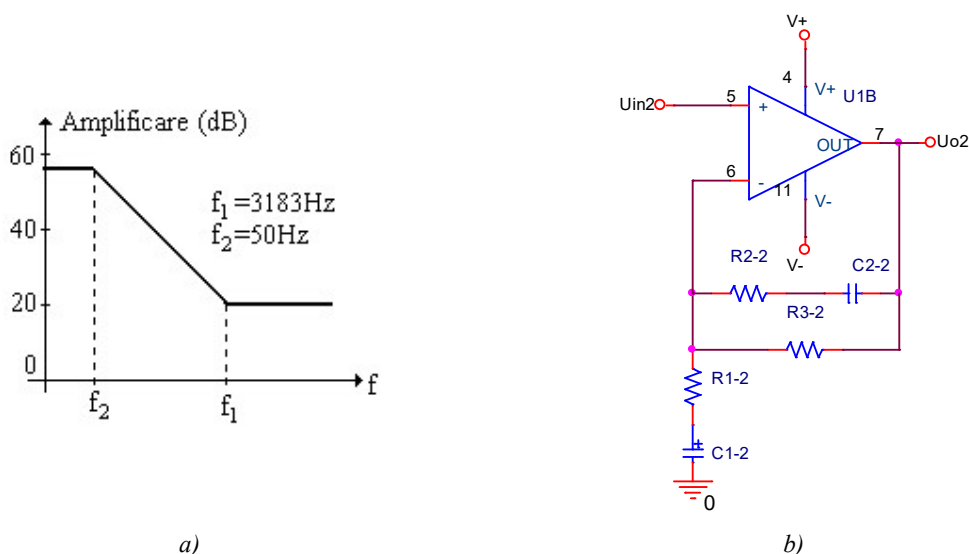 Amplificare (dB)
60
40
20
0
f1=3183Hz
f2=50Hz
f2
f1
f
a)
V+
4
V+
U1B
Uin2
5
+
OUT
7
Uo2
6
-
11
V-
V-
R2-2
C2-2
R3-2
R1-2
+
C1-2
0
b)